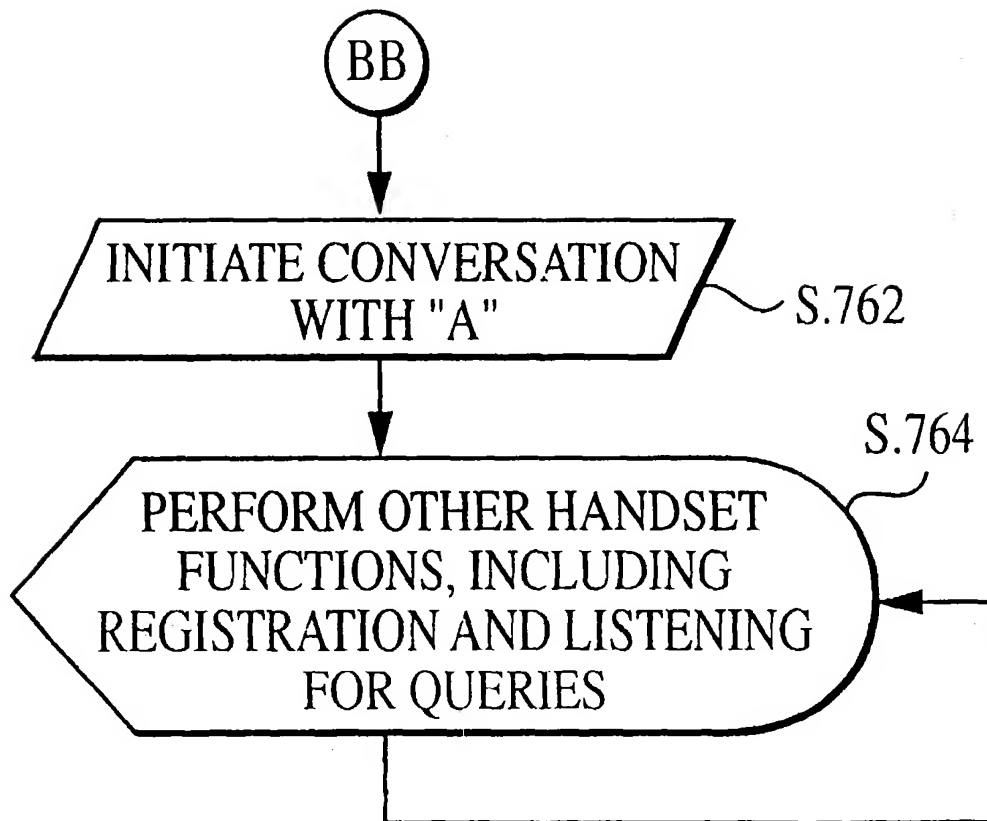 BB
INITIATE CONVERSATION
WITH "A"
S.762
S.764
PERFORM OTHER HANDSET
FUNCTIONS, INCLUDING
REGISTRATION AND LISTENING
FOR QUERIES